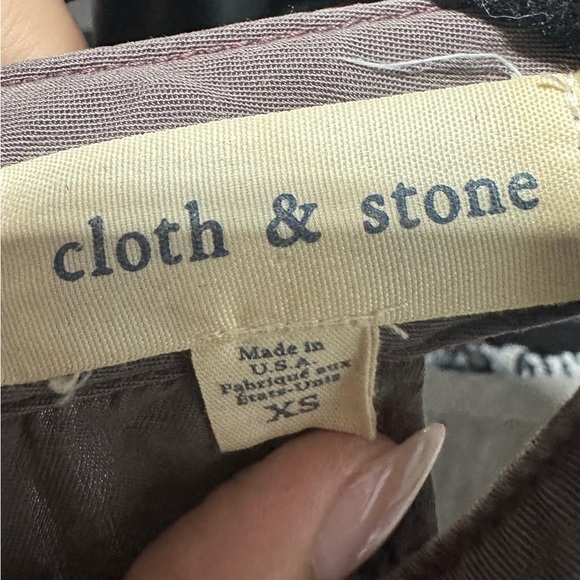 cloth & stone
Made in
U.S.A
Fabriqué aux
États-Unis
XS